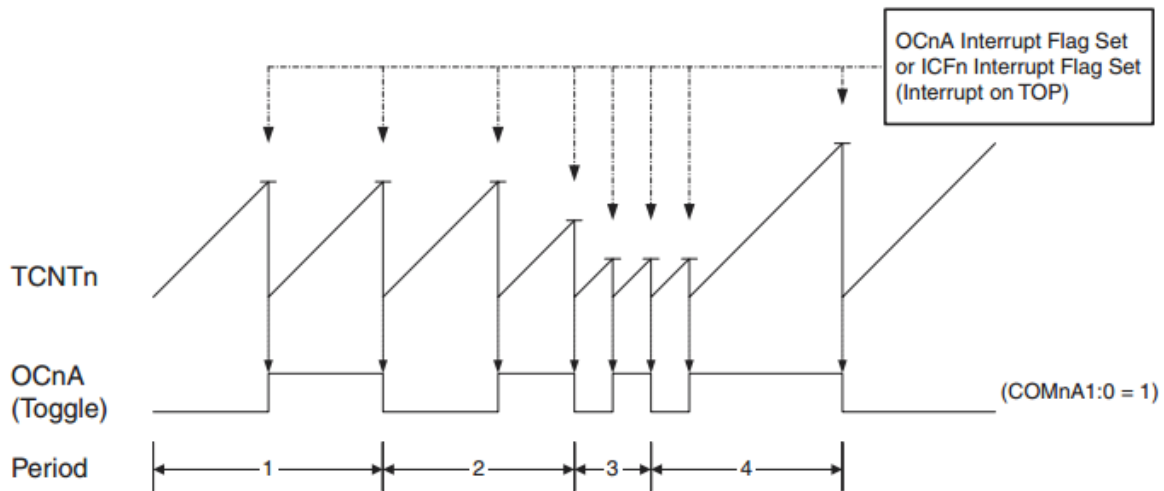 OCnA Interrupt Flag Set
or ICFn Interrupt Flag Set
(Interrupt on TOP)
TCNTn
OCnA
(Toggle)
(COMnA1:0 = 1)
Period
1
2
3
4